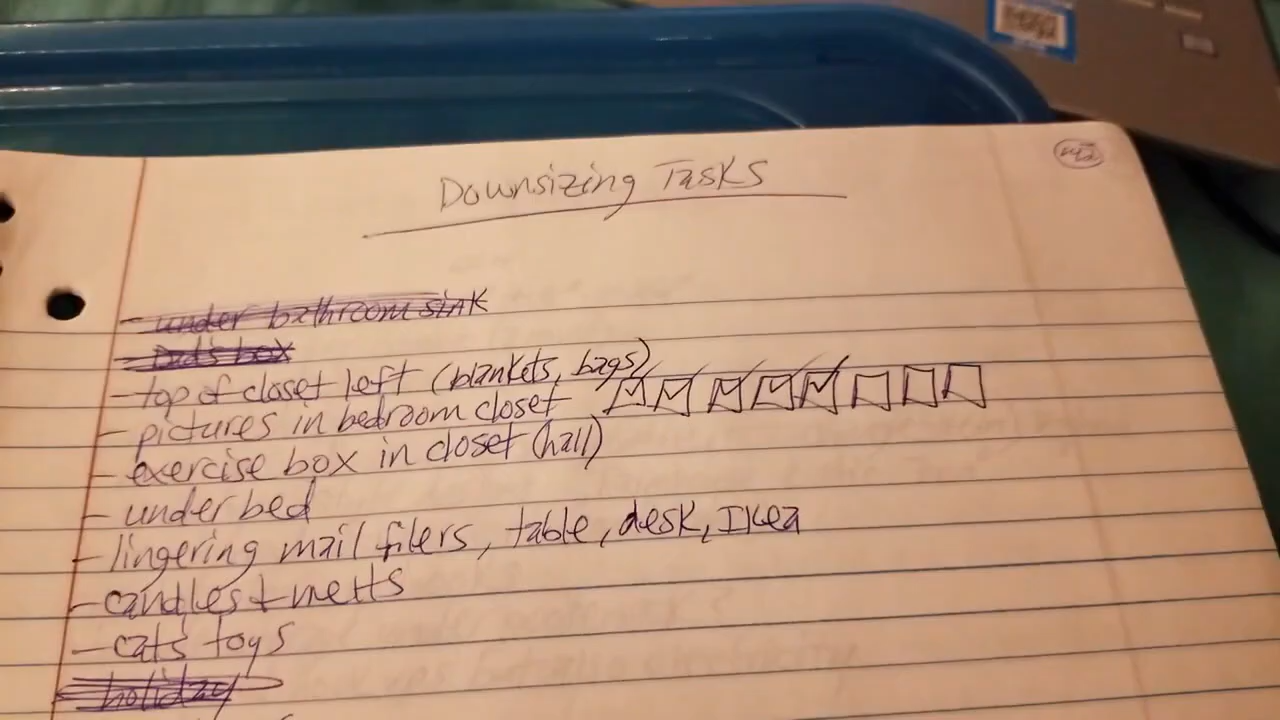 Downsizing Tasks
- under bathroom sink
- Dad's box
- top of closet left (blankets, bags)
- pictures in bedroom closet
- exercise box in closet (hall)
- under bed
- lingering mail filers, table, desk, Ikea
- candles + melts
- cats toys
- holiday